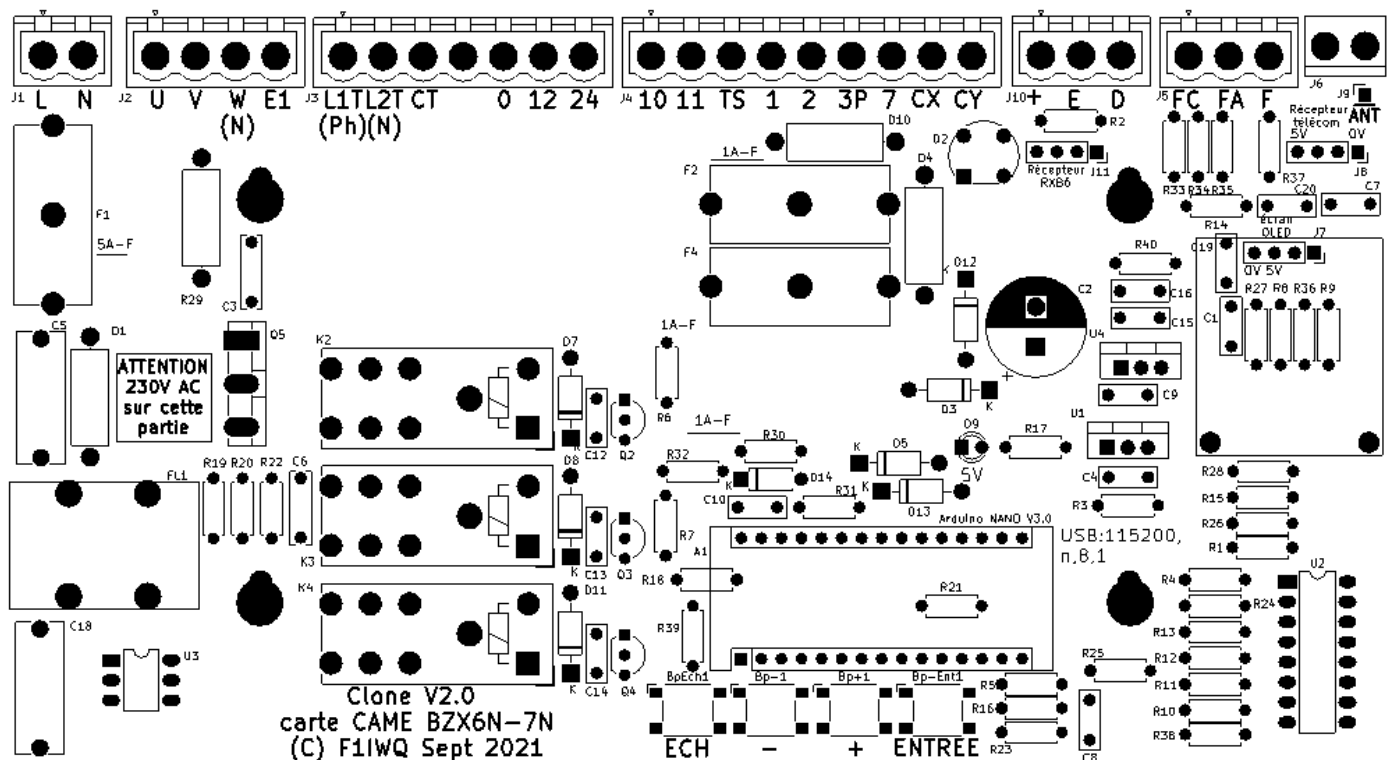 J1 L N
J2 U V W E1
(N)
J3 L1T L2T CT 0 12 24
(Ph)(N)
J4 10 11 TS 1 2 3P 7 CX CY
J10 + E D
J5 FC FA F
J6
J9
ANT
Récepteur
télécom
5V 0V
J8
R2
D2
Récepteur
RXB6
J11
D10
1A-F
F2
D4
F4
F1
5A-F
R29
C3
R33 R34 R35
R37
C20
C7
R14
écran
OLED
J7
C19
0V 5V
R40
C16
C15
C1
R27 R8 R36 R9
K
D12
C2
U4
+
C5
D1
ATTENTION
230V AC
sur cette
partie
Q5
K2
D7
K
C12
Q2
1A-F
R6
1A-F
D3
K
C9
U1
D9
5V
R17
R30
R32
K
D14
K
D5
K
D13
C10
R31
C4
R3
R28
R15
R26
R1
FL1
R19 R20 R22 C6
K3
D8
K
C13
Q3
R7
A1
Arduino NANO V3.0
USB:115200,
n,8,1
R18
R21
R39
K4
D11
K
C14
Q4
C18
U3
R4
R24
R13
R12
R11
R10
R38
U2
R25
R5
R16
R23
C8
BpEch1 Bp-1 Bp+1 Bp-Ent1
ECH - + ENTREE
Clone V2.0
carte CAME BZX6N-7N
(C) F1IWQ Sept 2021